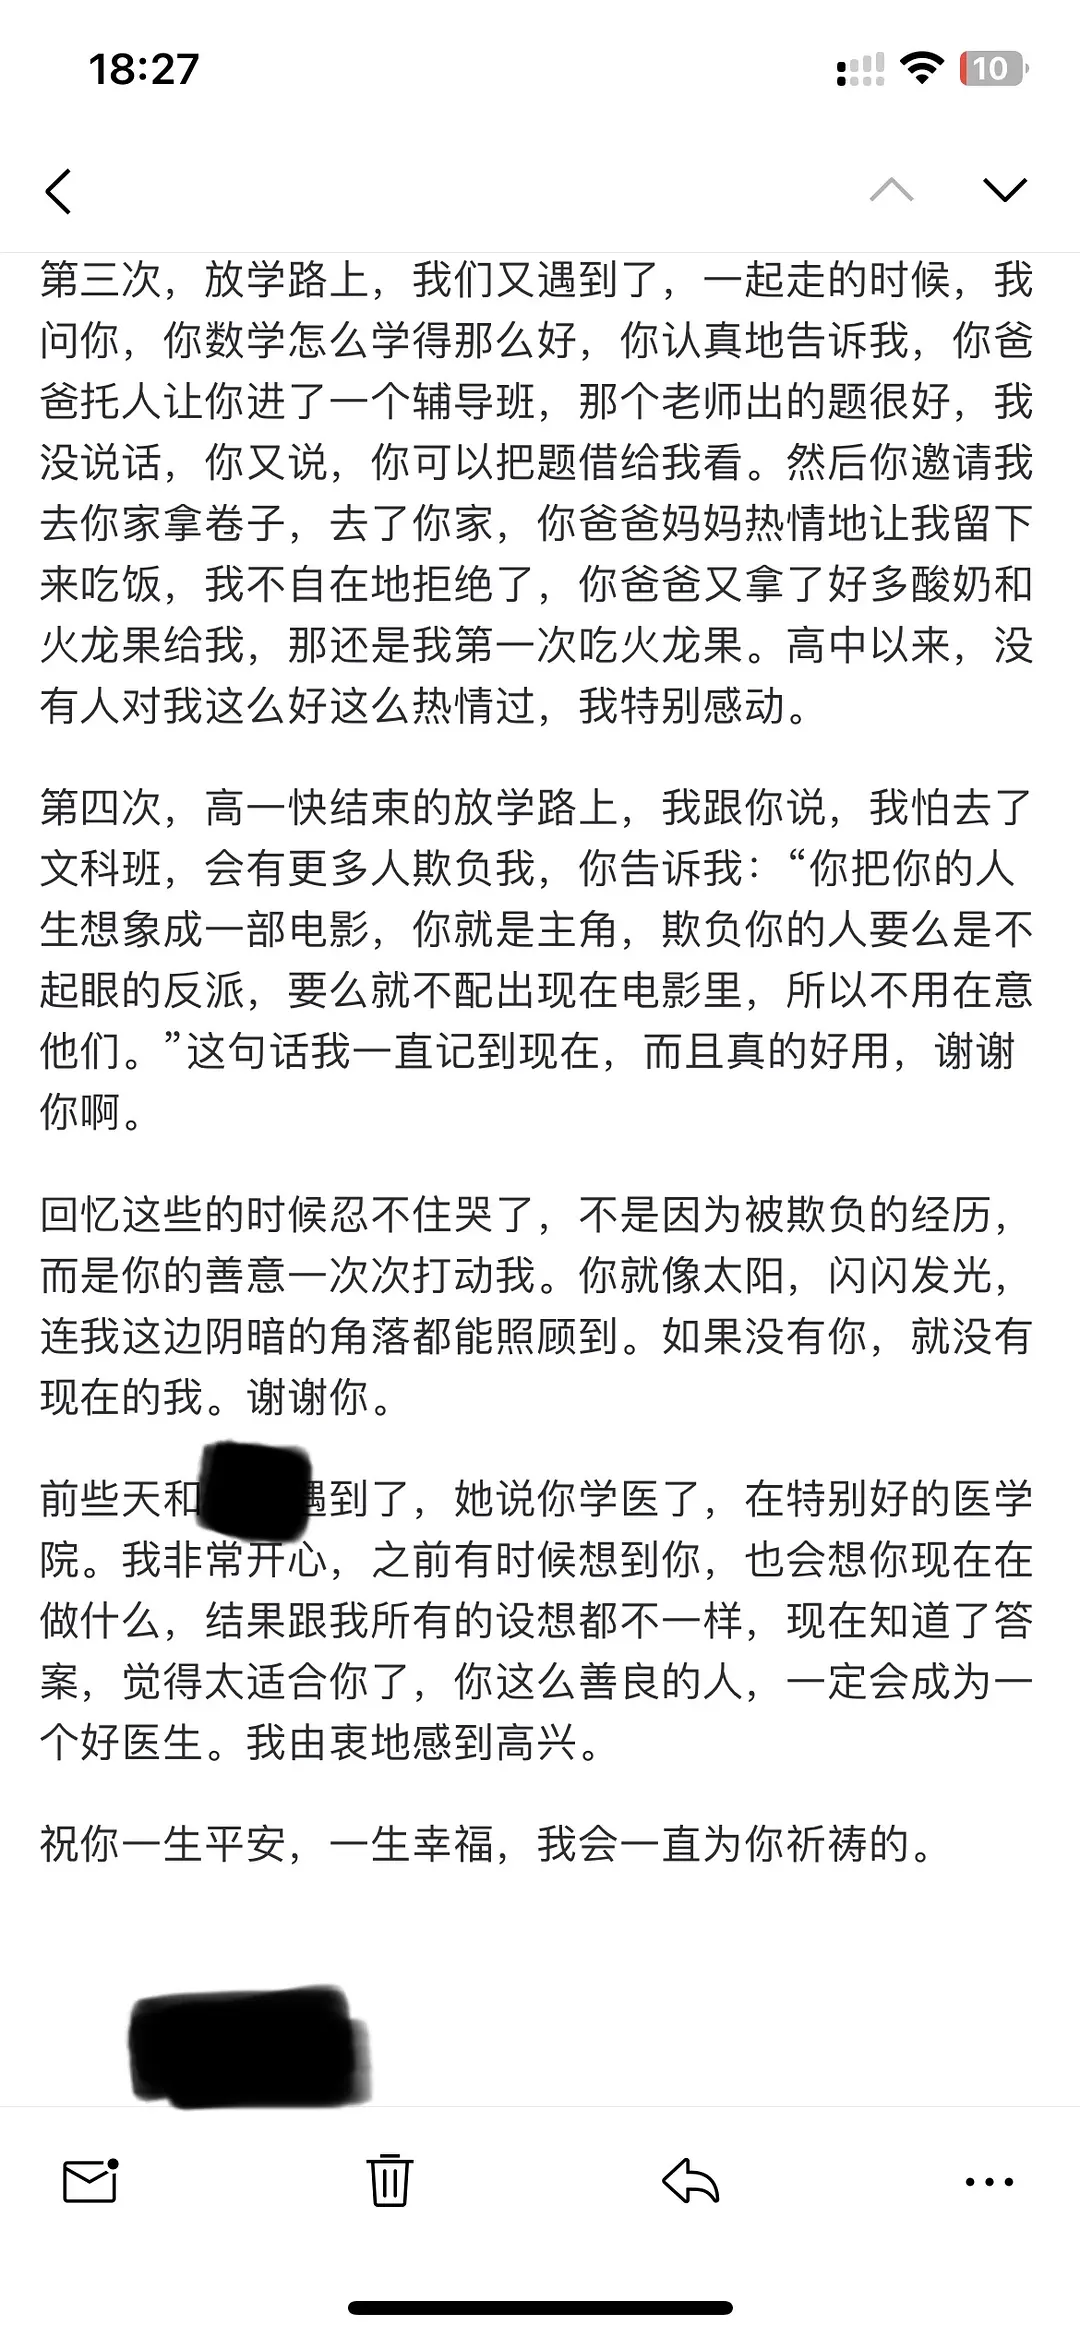 18:27
10
第三次，放学路上，我们又遇到了，一起走的时候，我
问你，你数学怎么学得那么好，你认真地告诉我，你爸
爸托人让你进了一个辅导班，那个老师出的题很好，我
没说话，你又说，你可以把题借给我看。然后你邀请我
去你家拿卷子，去了你家，你爸爸妈妈热情地让我留下
来吃饭，我不自在地拒绝了，你爸爸又拿了好多酸奶和
火龙果给我，那还是我第一次吃火龙果。高中以来，没
有人对我这么好这么热情过，我特别感动。
第四次，高一快结束的放学路上，我跟你说，我怕去了
文科班，会有更多人欺负我，你告诉我：“你把你的人
生想象成一部电影，你就是主角，欺负你的人要么是不
起眼的反派，要么就不配出现在电影里，所以不用在意
他们。”这句话我一直记到现在，而且真的好用，谢谢
你啊。
回忆这些的时候忍不住哭了，不是因为被欺负的经历，
而是你的善意一次次打动我。你就像太阳，闪闪发光，
连我这边阴暗的角落都能照顾到。如果没有你，就没有
现在的我。谢谢你。
前些天和遇到了，她说你学医了，在特别好的医学
院。我非常开心，之前有时候想到你，也会想你现在在
做什么，结果跟我所有的设想都不一样，现在知道了答
案，觉得太适合你了，你这么善良的人，一定会成为一
个好医生。我由衷地感到高兴。
祝你一生平安，一生幸福，我会一直为你祈祷的。